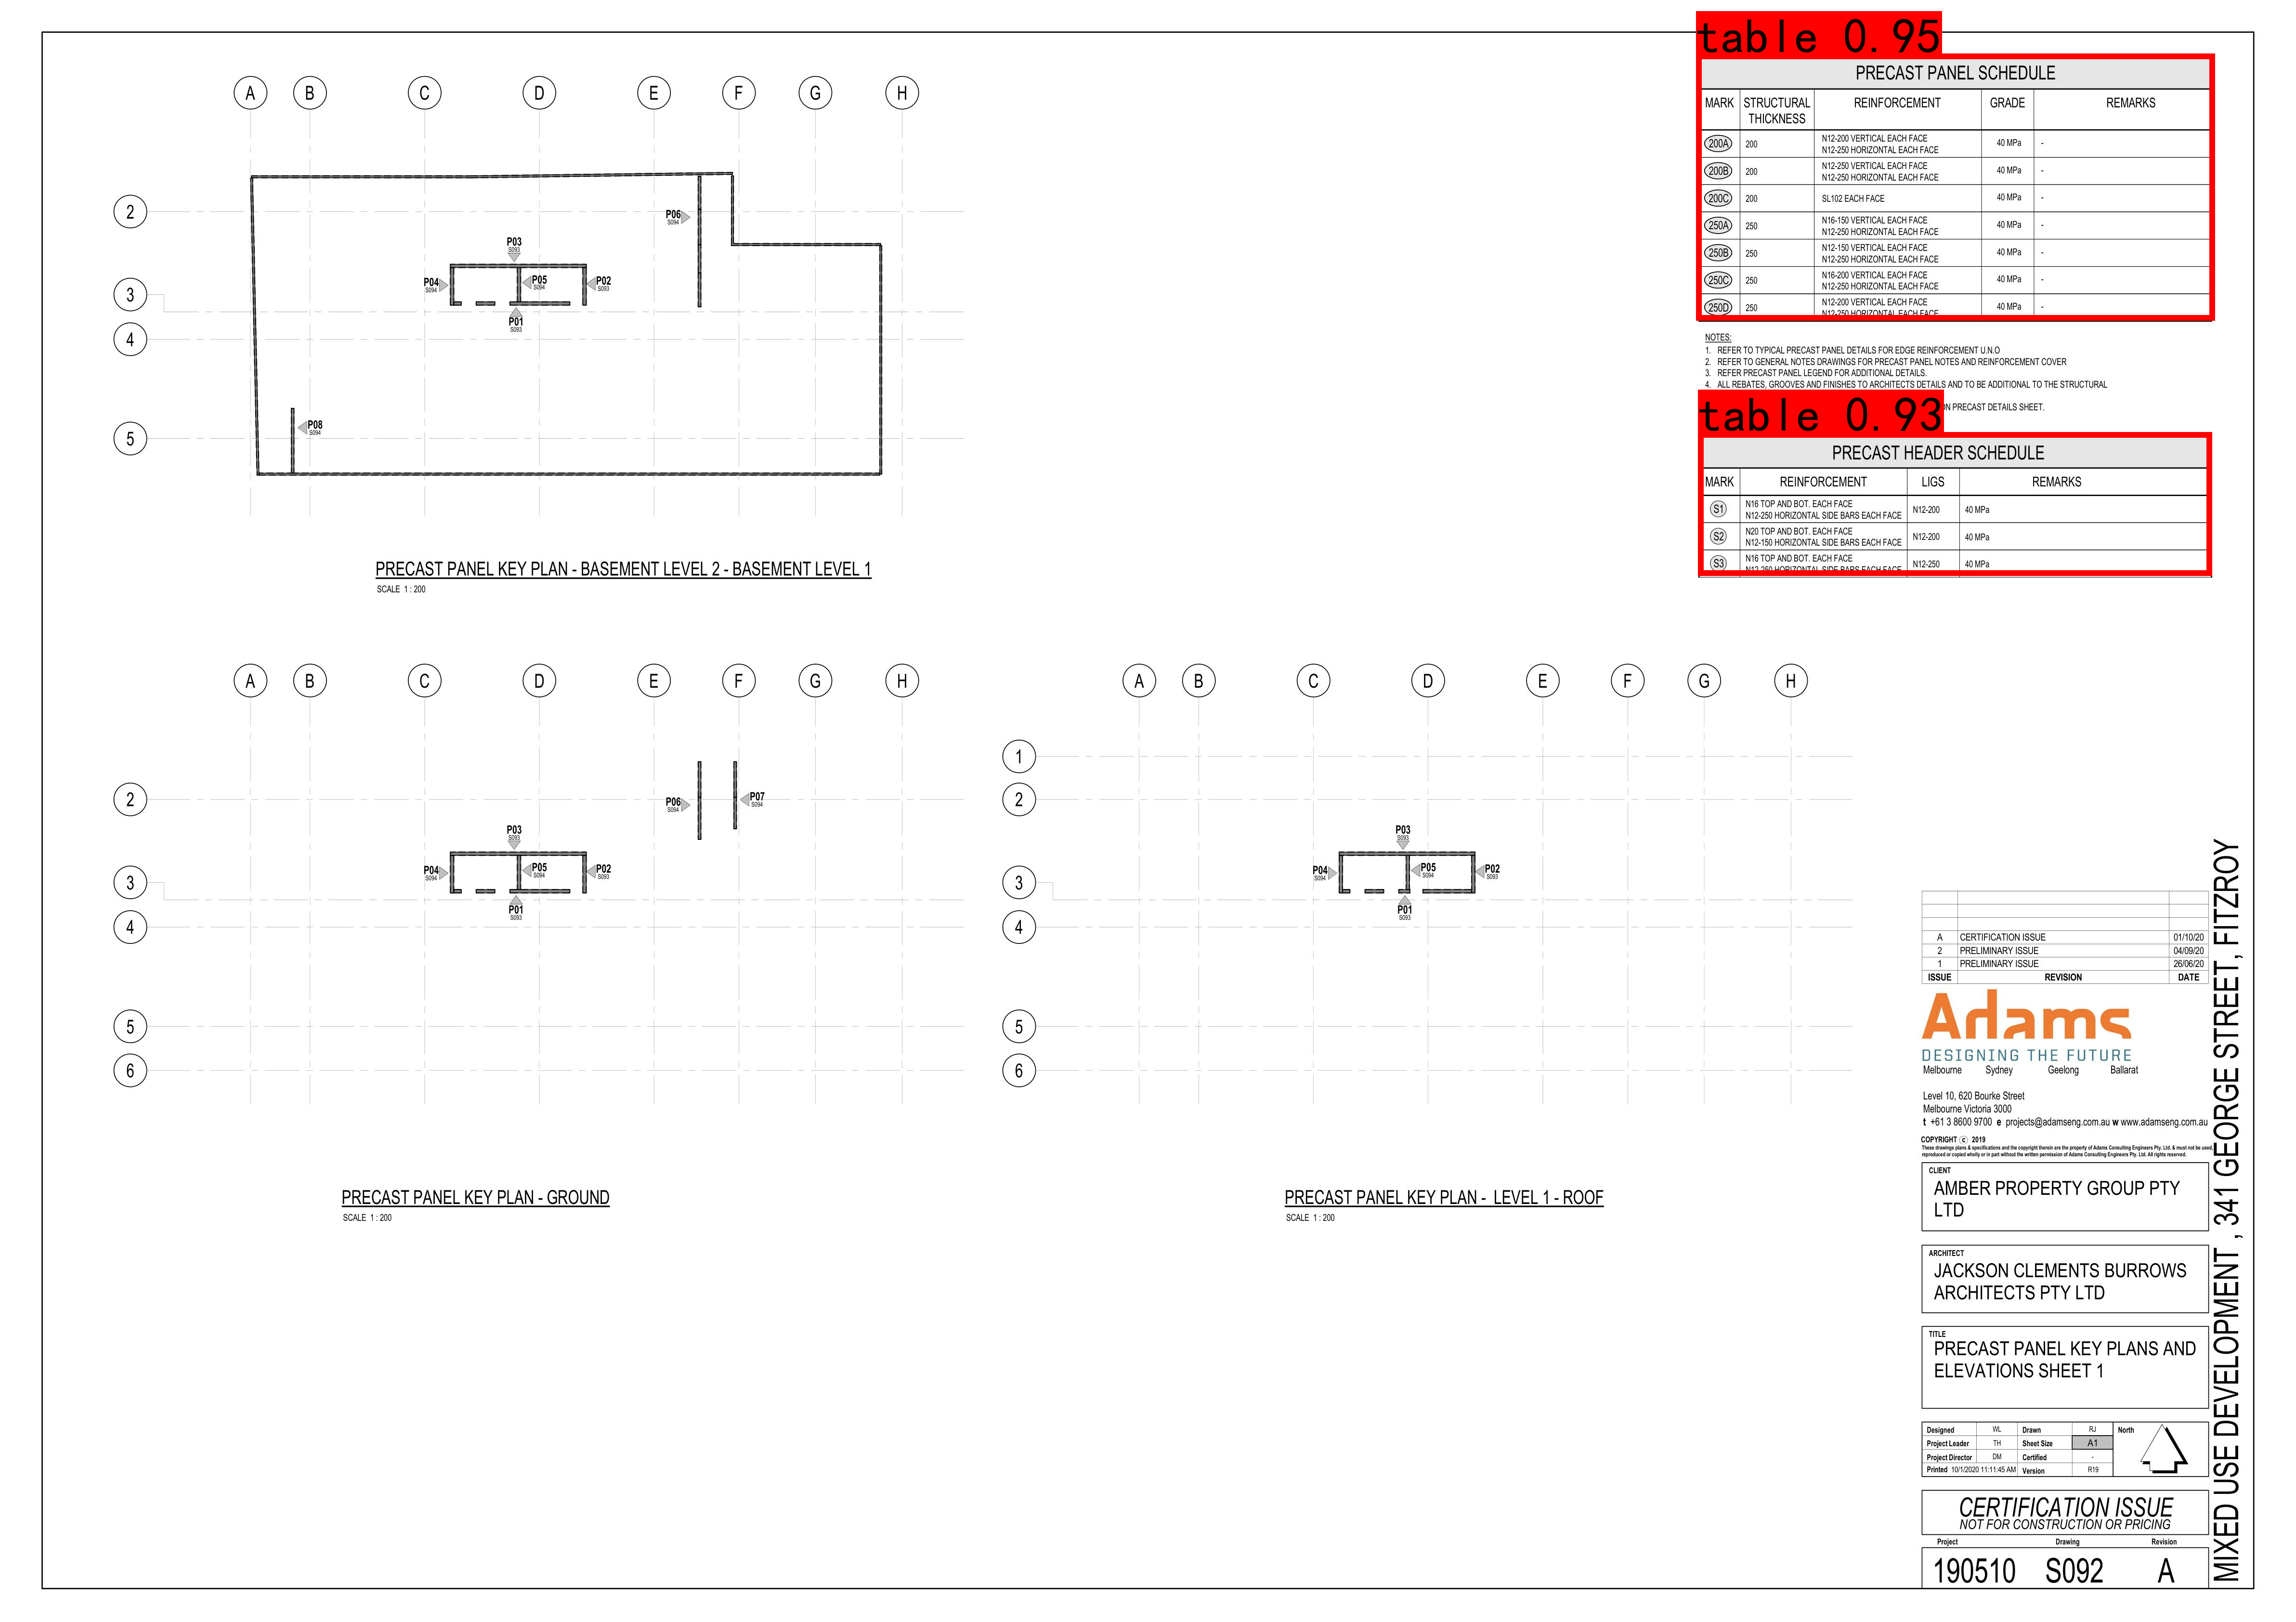 table 0.95
PRECAST PANEL SCHEDULE
MARK STRUCTURAL THICKNESS REINFORCEMENT GRADE REMARKS
200A 200 N12-200 VERTICAL EACH FACE 40 MPa -
N12-250 HORIZONTAL EACH FACE
200B 200 N12-250 VERTICAL EACH FACE 40 MPa -
N12-250 HORIZONTAL EACH FACE
200C 200 SL102 EACH FACE 40 MPa -
250A 250 N16-150 VERTICAL EACH FACE 40 MPa -
N12-250 HORIZONTAL EACH FACE
250B 250 N12-150 VERTICAL EACH FACE 40 MPa -
N12-250 HORIZONTAL EACH FACE
250C 250 N16-200 VERTICAL EACH FACE 40 MPa -
N12-250 HORIZONTAL EACH FACE
250D 250 N12-200 VERTICAL EACH FACE 40 MPa -
N12-250 HORIZONTAL EACH FACE
NOTES:
1. REFER TO TYPICAL PRECAST PANEL DETAILS FOR EDGE REINFORCEMENT U.N.O
2. REFER TO GENERAL NOTES DRAWINGS FOR PRECAST PANEL NOTES AND REINFORCEMENT COVER
3. REFER PRECAST PANEL LEGEND FOR ADDITIONAL DETAILS.
4. ALL REBATES, GROOVES AND FINISHES TO ARCHITECTS DETAILS AND TO BE ADDITIONAL TO THE STRUCTURAL
PRECAST DETAILS SHEET.
table 0.93
PRECAST HEADER SCHEDULE
MARK REINFORCEMENT LIGS REMARKS
S1 N16 TOP AND BOT. EACH FACE N12-200 40 MPa
N12-250 HORIZONTAL SIDE BARS EACH FACE
S2 N20 TOP AND BOT. EACH FACE N12-200 40 MPa
N12-150 HORIZONTAL SIDE BARS EACH FACE
S3 N16 TOP AND BOT. EACH FACE N12-250 40 MPa
N12-250 HORIZONTAL SIDE BARS EACH FACE
A B C D E F G H
2
3
4
5
P06
S094
P03
S093
P04
S094
P05
S094
P02
S093
P01
S093
P08
S094
PRECAST PANEL KEY PLAN - BASEMENT LEVEL 2 - BASEMENT LEVEL 1
SCALE 1 : 200
A B C D E F G H
2
3
4
5
6
P06
S094
P07
S094
P03
S093
P04
S094
P05
S094
P02
S093
P01
S093
PRECAST PANEL KEY PLAN - GROUND
SCALE 1 : 200
A B C D E F G H
1
2
3
4
5
6
P03
S093
P04
S094
P05
S094
P02
S093
P01
S093
PRECAST PANEL KEY PLAN - LEVEL 1 - ROOF
SCALE 1 : 200
A CERTIFICATION ISSUE 01/10/20
2 PRELIMINARY ISSUE 04/09/20
1 PRELIMINARY ISSUE 26/06/20
ISSUE REVISION DATE
Adams
DESIGNING THE FUTURE
Melbourne Sydney Geelong Ballarat
Level 10, 620 Bourke Street
Melbourne Victoria 3000
t +61 3 8600 9700 e projects@adamseng.com.au w www.adamseng.com.au
COPYRIGHT c 2019
These drawings plans & specifications and the copyright therein are the property of Adams Consulting Engineers Pty. Ltd. & must not be used,
reproduced or copied wholly or in part without the written permission of Adams Consulting Engineers Pty. Ltd. All rights reserved.
CLIENT
AMBER PROPERTY GROUP PTY
LTD
ARCHITECT
JACKSON CLEMENTS BURROWS
ARCHITECTS PTY LTD
TITLE
PRECAST PANEL KEY PLANS AND
ELEVATIONS SHEET 1
Designed WL Drawn RJ North
Project Leader TH Sheet Size A1
Project Director DM Certified -
Printed 10/1/2020 11:11:45 AM Version R19
CERTIFICATION ISSUE
NOT FOR CONSTRUCTION OR PRICING
Project Drawing Revision
190510 S092 A
MIXED USE DEVELOPMENT , 341 GEORGE STREET, FITZROY